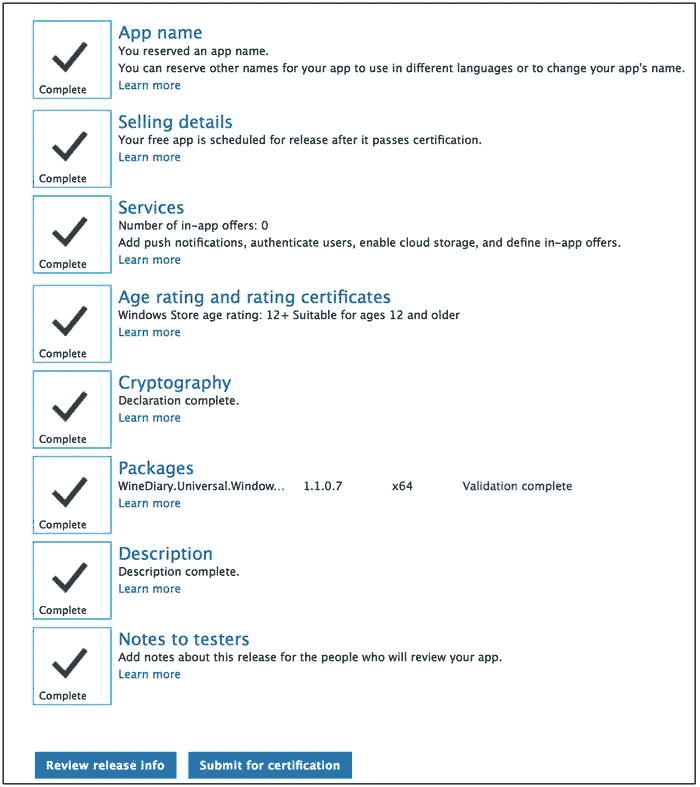 App name
You reserved an app name.
You can reserve other names for your app to use in different languages or to change your app's name.
Complete
Learn more
Selling details
Your free app is scheduled for release after it passes certification.
Learn more
Complete
Services
Number of in-app offers: 0
Add push notifications, authenticate users, enable cloud storage, and define in-app offers.
Complete
Learn more
Age rating and rating certificates
Windows Store age rating: 12+ Suitable for ages 12 and older
Learn more
Complete
Cryptography
Declaration complete.
Learn more
Complete
Packages
WineDiary.Universal.Window... 1.1.0.7 x64 Validation complete
Learn more
Complete
Description
Description complete.
Learn more
Complete
Notes to testers
Add notes about this release for the people who will review your app.
Learn more
Complete
Review release info Submit for certification